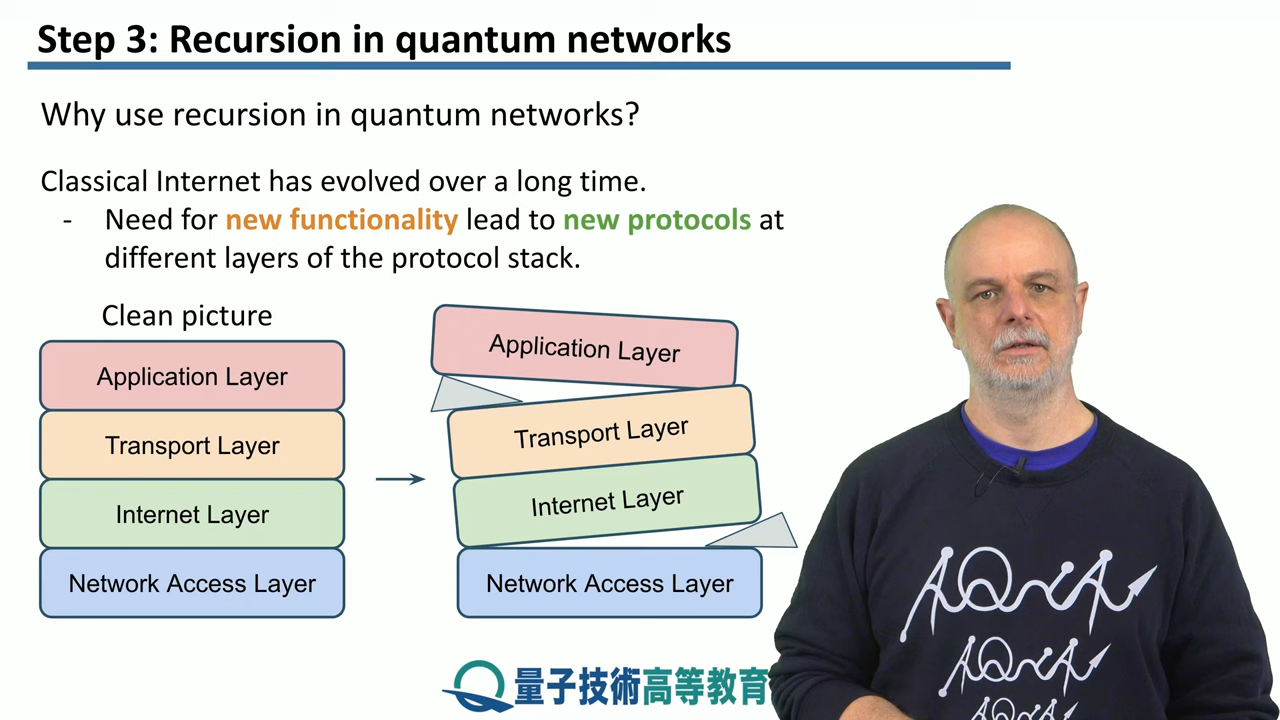 Step 3: Recursion in quantum networks
Why use recursion in quantum networks?
Classical Internet has evolved over a long time.
- Need for new functionality lead to new protocols at
different layers of the protocol stack.
Clean picture
Application Layer
Transport Layer
Internet Layer
Network Access Layer
Application Layer
Transport Layer
Internet Layer
Network Access Layer
量子技術高等教育
AQUA
AQUA
AQUA